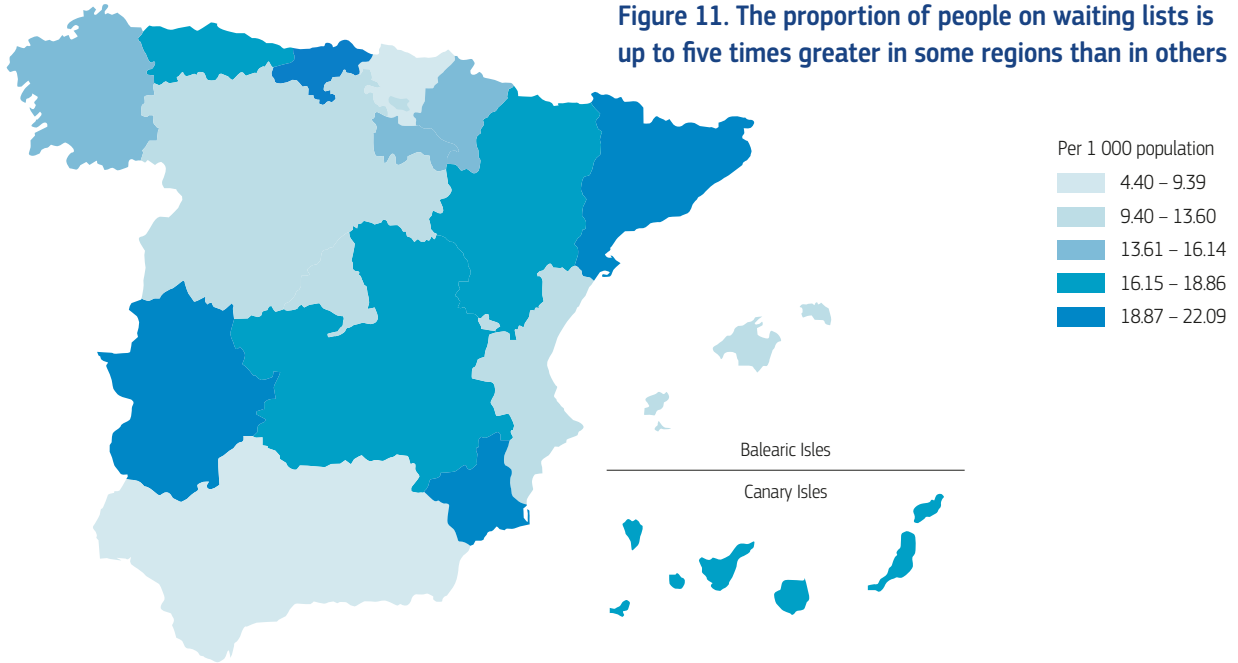 Figure 11. The proportion of people on waiting lists is
up to five times greater in some regions than in others
Per 1 000 population
4.40 – 9.39
9.40 – 13.60
13.61 – 16.14
16.15 – 18.86
18.87 – 22.09
Balearic Isles
Canary Isles